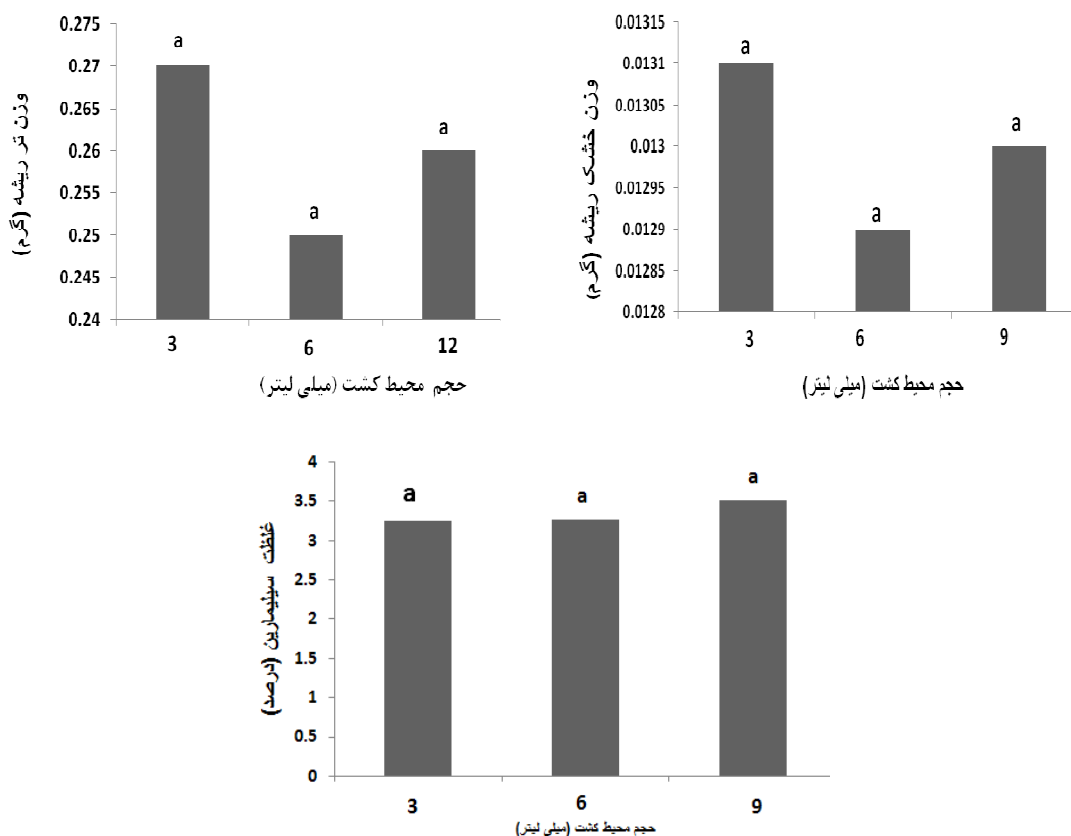 وزن تر ریشه (گرم)
0.275
0.27
0.265
0.26
0.255
0.25
0.245
0.24
a
a
a
3
6
12
حجم محیط کشت (میلی لیتر)
وزن خشک ریشه (گرم)
0.01315
0.0131
0.01305
0.013
0.01295
0.0129
0.01285
0.0128
a
a
a
3
6
9
حجم محیط کشت (میلی لیتر)
غلظت سیلیمارین (درصد)
4
3.5
3
2.5
2
1.5
1
0.5
0
a
a
a
3
6
9
حجم محیط کشت (میلی لیتر)